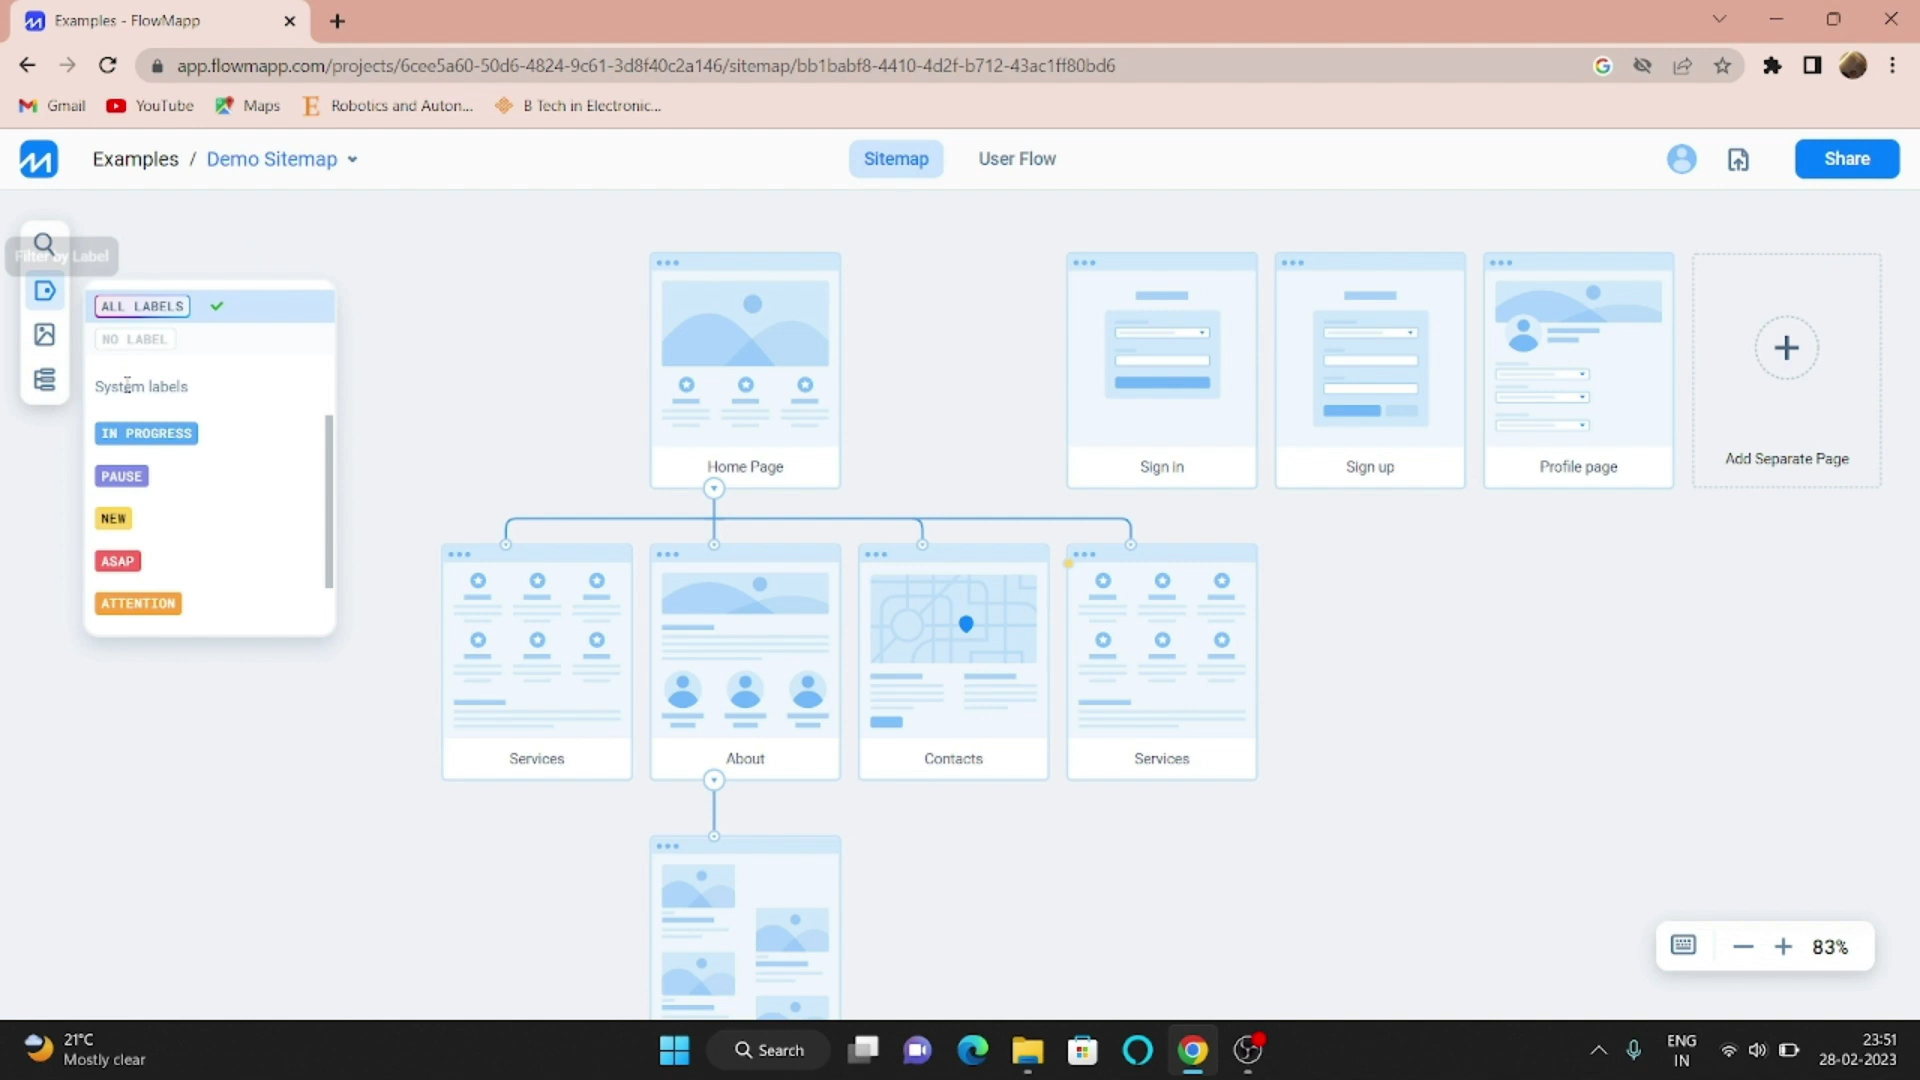 Examples - FlowMapp
app.flowmapp.com/projects/6cee5a60-50d6-4824-9c61-3d8f40c2a146/sitemap/bb1babf8-4410-4d2f-b712-43ac1ff80bd6
Gmail YouTube Maps Robotics and Auton... B Tech in Electronic...
Examples / Demo Sitemap Sitemap User Flow Share
Filter by Label
ALL LABELS
NO LABEL
System labels
IN PROGRESS
PAUSE
NEW
ASAP
ATTENTION
Home Page Sign in Sign up Profile page Add Separate Page
Services About Contacts Services
83%
21°C
Mostly clear
Search
ENG
IN
23:51
28-02-2023